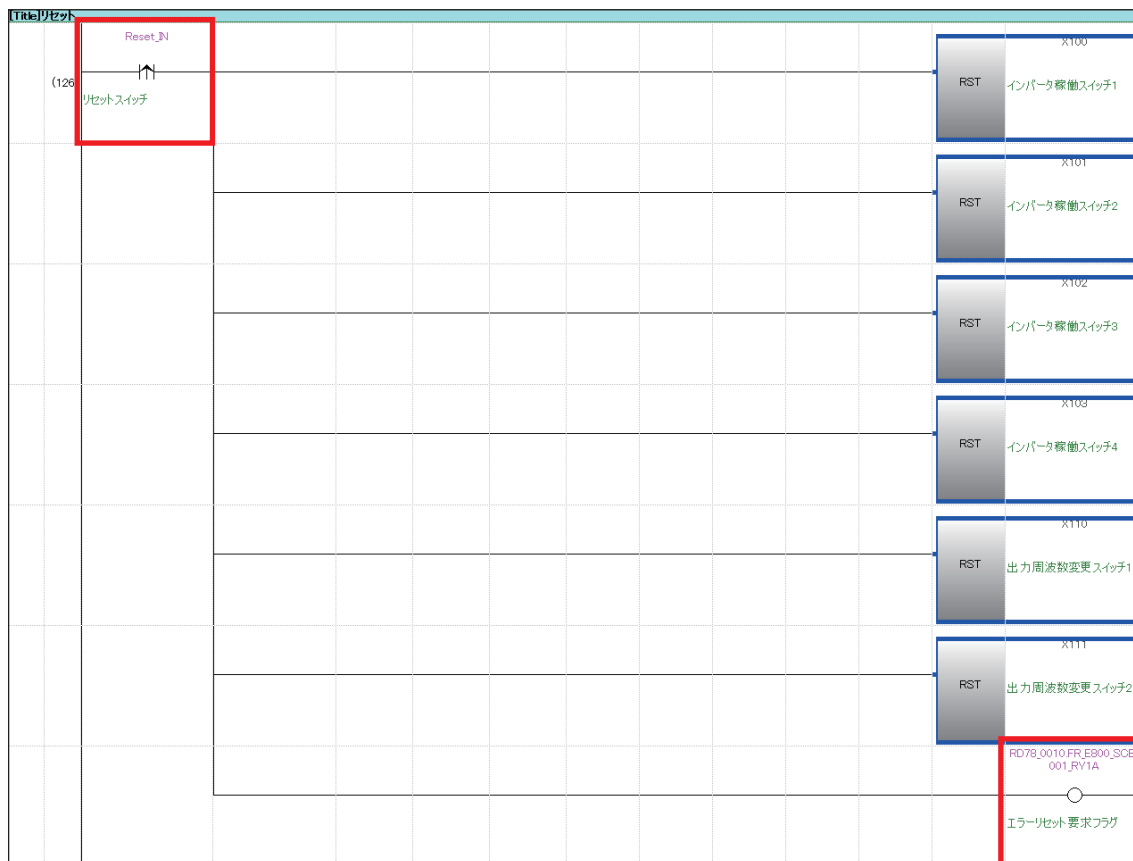 [Title]リセット
Reset_IN
(126
リセットスイッチ
X100
RST
インバータ稼働スイッチ1
X101
RST
インバータ稼働スイッチ2
X102
RST
インバータ稼働スイッチ3
X103
RST
インバータ稼働スイッチ4
X110
RST
出力周波数変更スイッチ1
X111
RST
出力周波数変更スイッチ2
RD78_0010.FR_E800_SCE
001_RY1A
エラーリセット要求フラグ